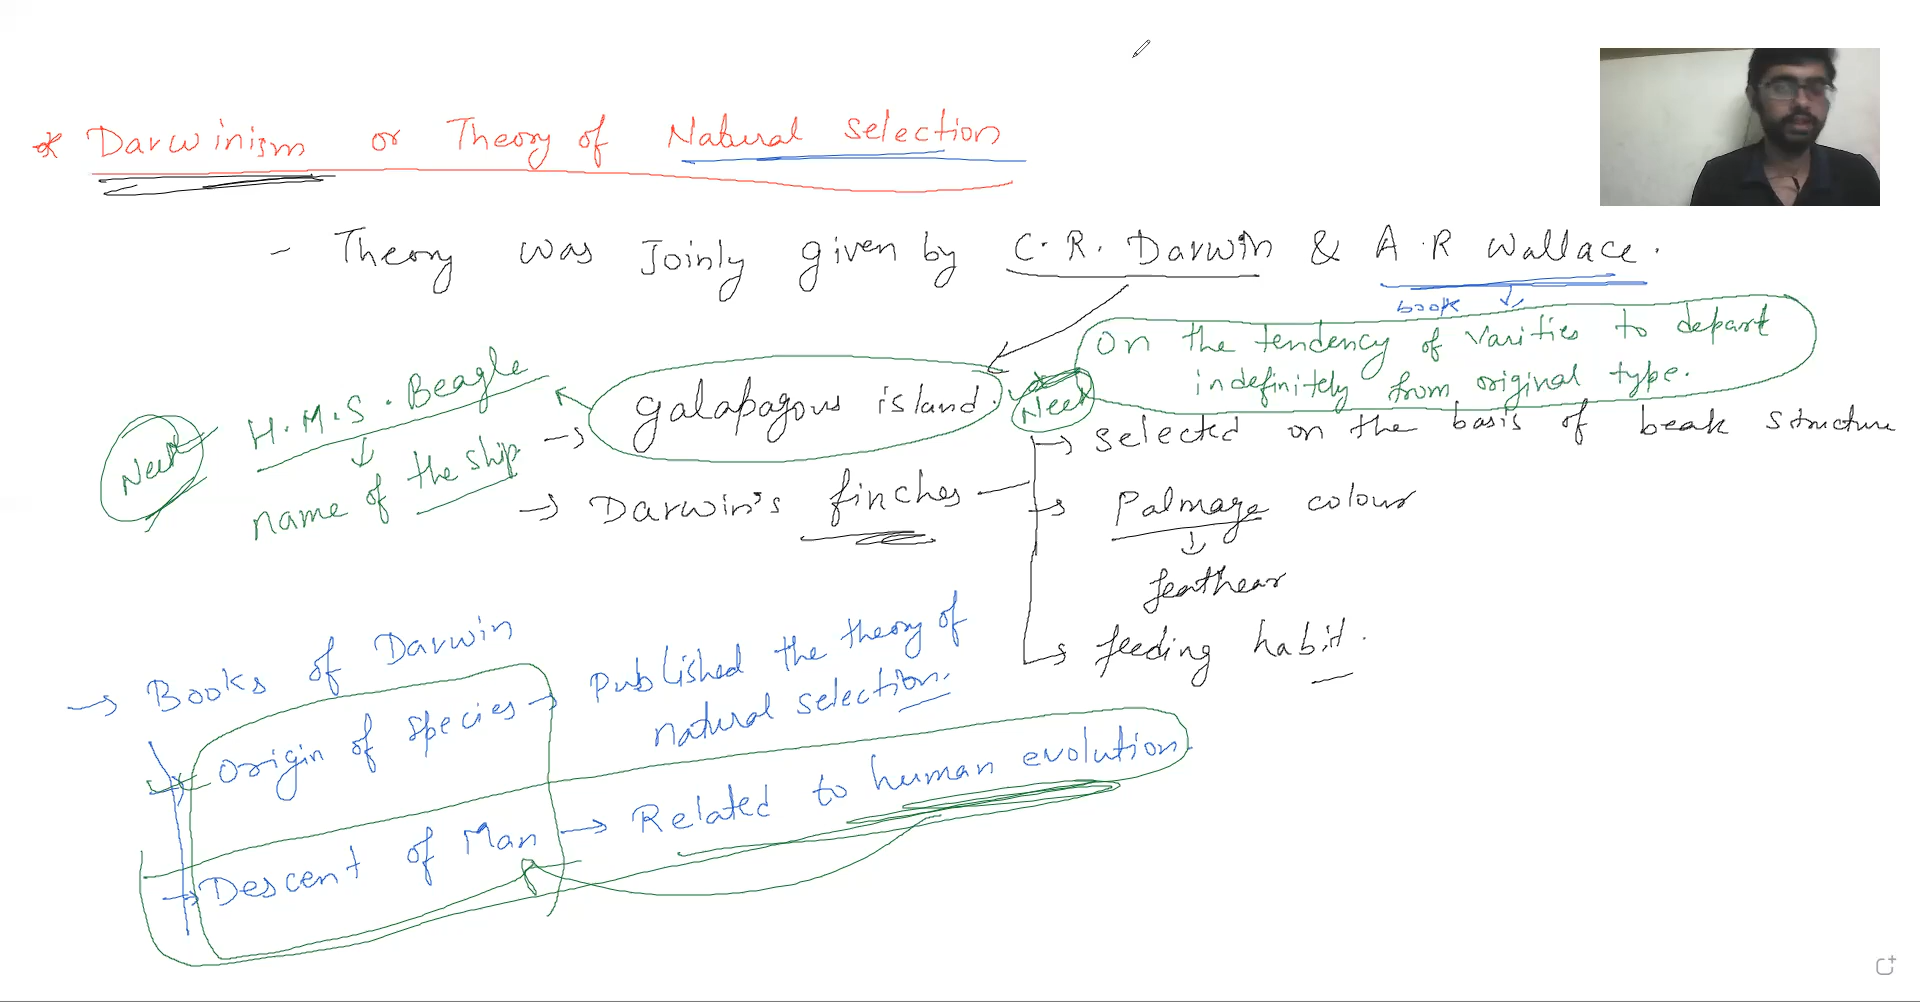 * Darwinism or Theory of Natural Selection
- Theory was Joinly given by C.R. Darwin & A.R Wallace.
book
On the tendency of varities to depart
indefinitely from original type.
Neet
galapagous island.
H.M.S. Beagle
name of the ship
Neet
→ Darwin's finches
→ selected on the basis of beak structure
→ Palmage colour
feathear
→ feeding habit.
→ Books of Darwin
Origin of species → Published the theory of
natural selection.
→ Descent of Man → Related to human evolution.